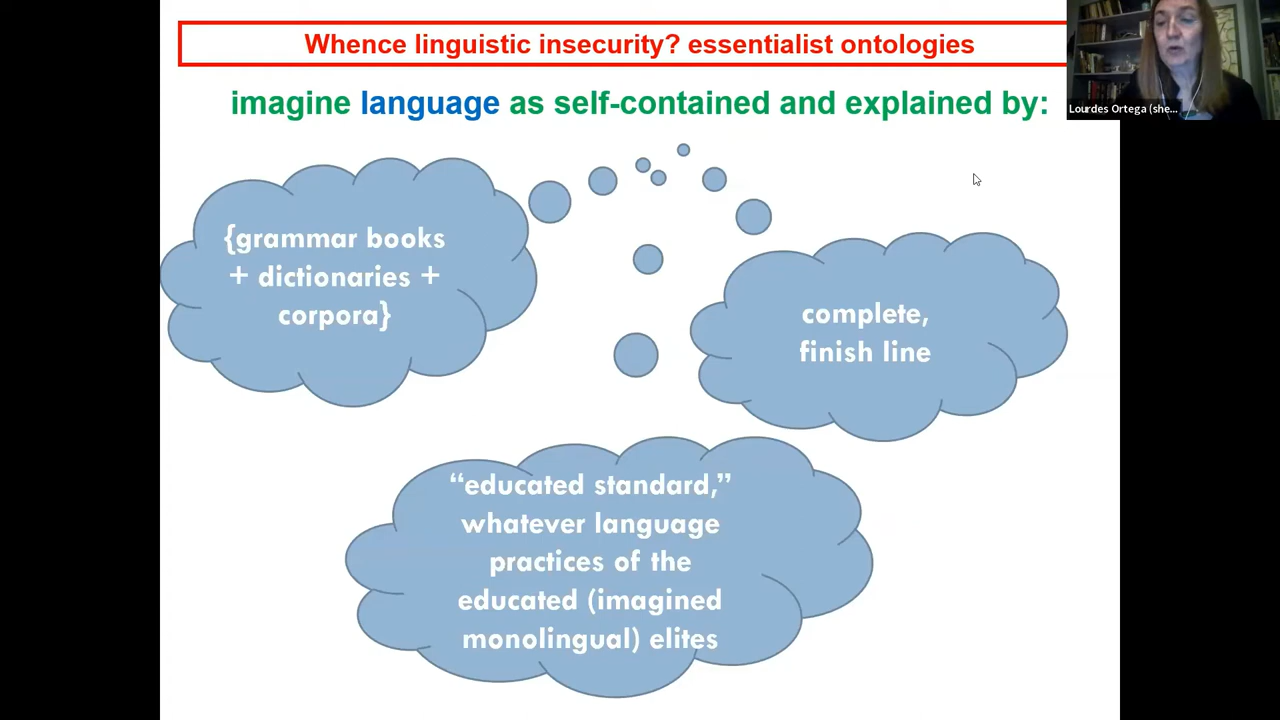 Whence linguistic insecurity? essentialist ontologies
Lourdes Ortega (she...
imagine language as self-contained and explained by:
{grammar books
+ dictionaries +
corpora}
complete,
finish line
“educated standard,”
whatever language
practices of the
educated (imagined
monolingual) elites